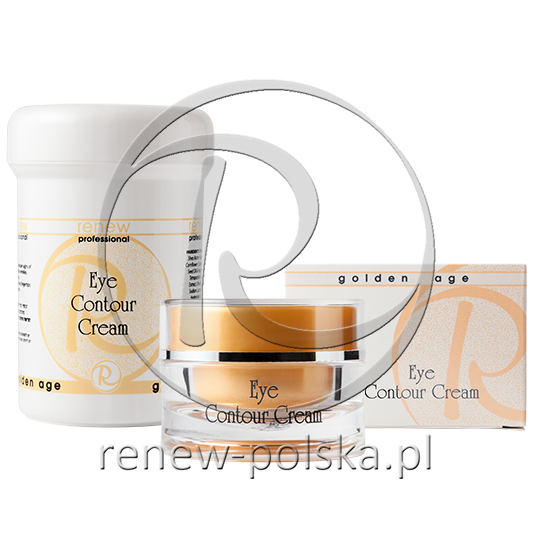 renew
professional
Eye
Contour
Cream
golden age
R
golden age
Eye
Contour Cream
Eye
Contour Cream
renew-polska.pl